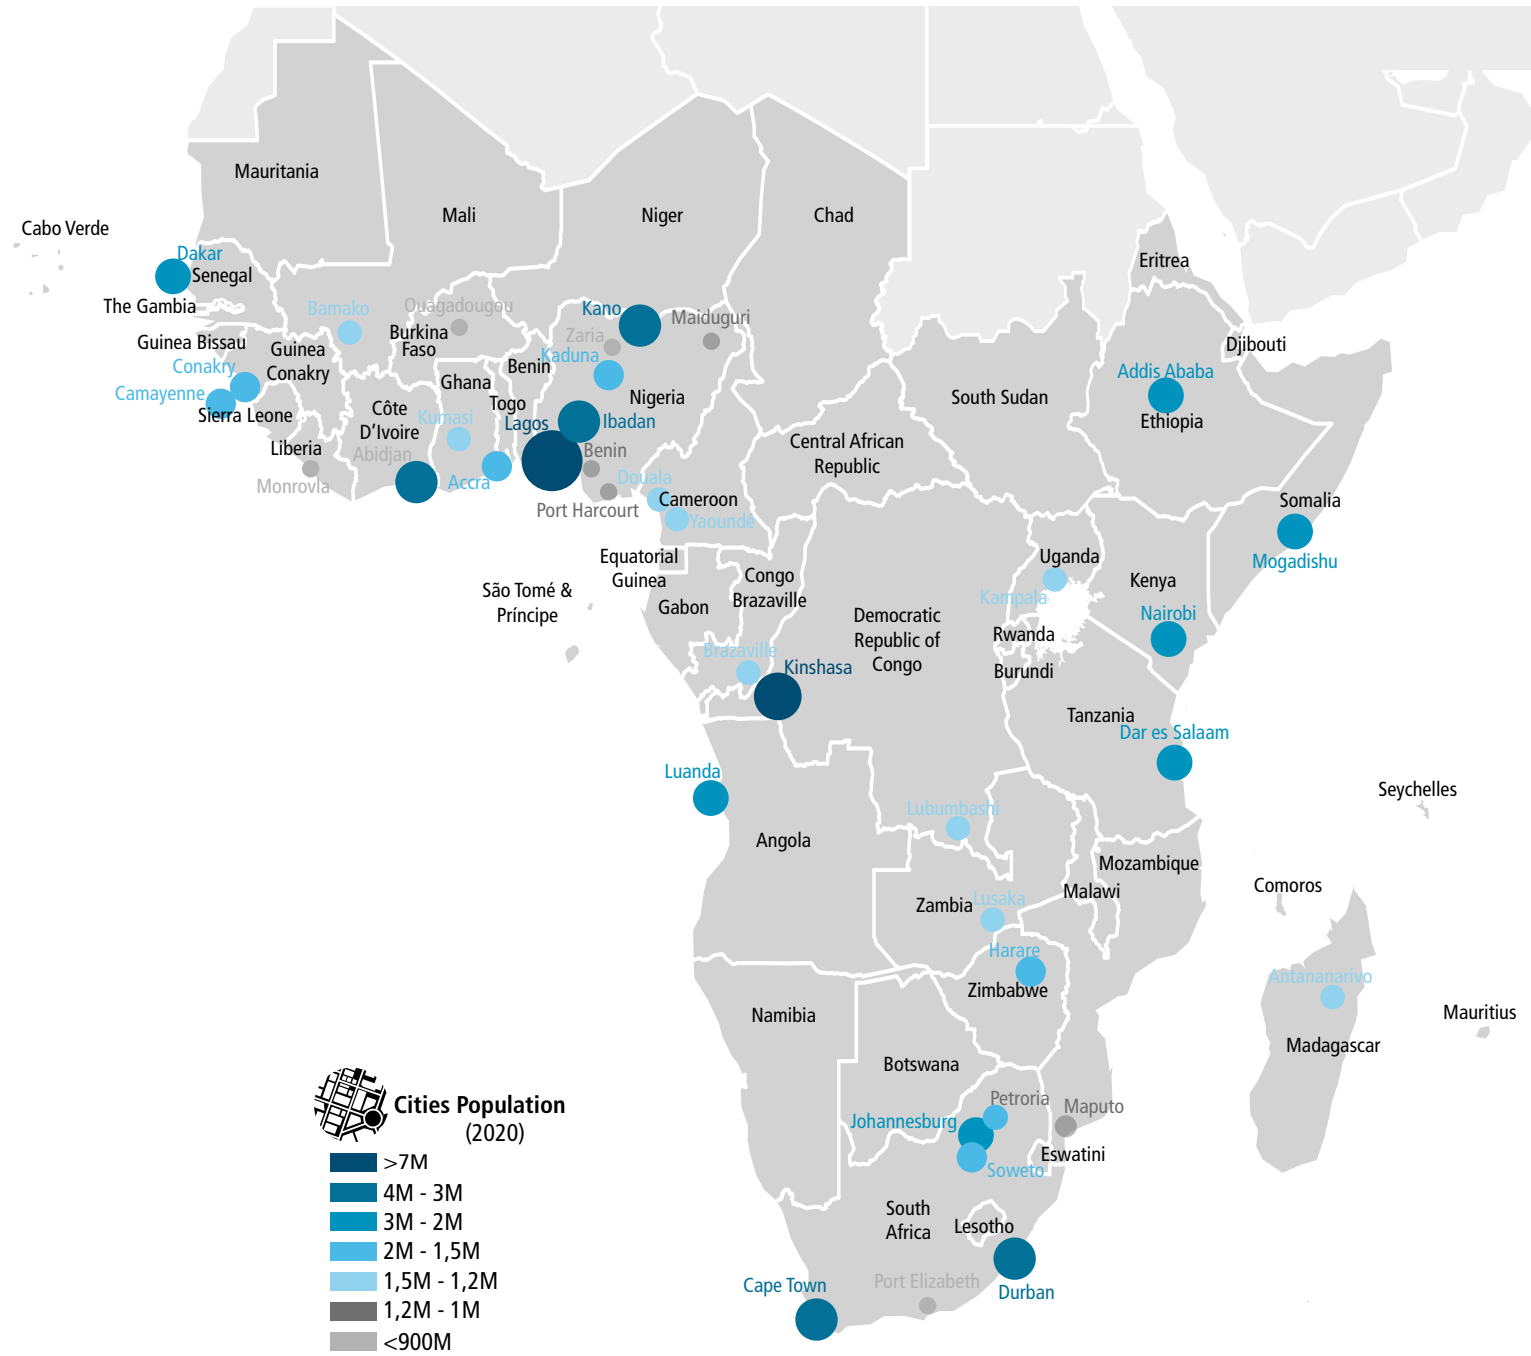 Mauritania
Mali
Niger
Chad
Cabo Verde
Eritrea
Dakar
Senegal
The Gambia
Bamako
Ouagadougou
Kano
Maiduguri
Zaria
Burkina
Faso
Guinea Bissau
Guinea
Conakry
Djibouti
Kaduna
Benin
Conakry
Addis Ababa
Ghana
Camayenne
Togo
Nigeria
South Sudan
Sierra Leone
Côte
D'Ivoire
Kumasi
Lagos
Ibadan
Ethiopia
Liberia
Abidjan
Benin
Central African
Republic
Monrovla
Accra
Douala
Port Harcourt
Cameroon
Yaoundé
Somalia
Mogadishu
Equatorial
Guinea
Uganda
São Tomé &
Príncipe
Congo
Brazaville
Kenya
Kampala
Gabon
Nairobi
Democratic
Republic of
Congo
Rwanda
Brazaville
Kinshasa
Burundi
Tanzania
Dar es Salaam
Luanda
Seychelles
Lubumbashi
Angola
Mozambique
Comoros
Malawi
Zambia
Lusaka
Harare
Antananarivo
Zimbabwe
Namibia
Mauritius
Madagascar
Botswana
Petroria
Maputo
Johannesburg
Eswatini
Soweto
South
Africa
Lesotho
Port Elizabeth
Cape Town
Durban
Cities Population
(2020)
>7M
4M - 3M
3M - 2M
2M - 1,5M
1,5M - 1,2M
1,2M - 1M
<900M